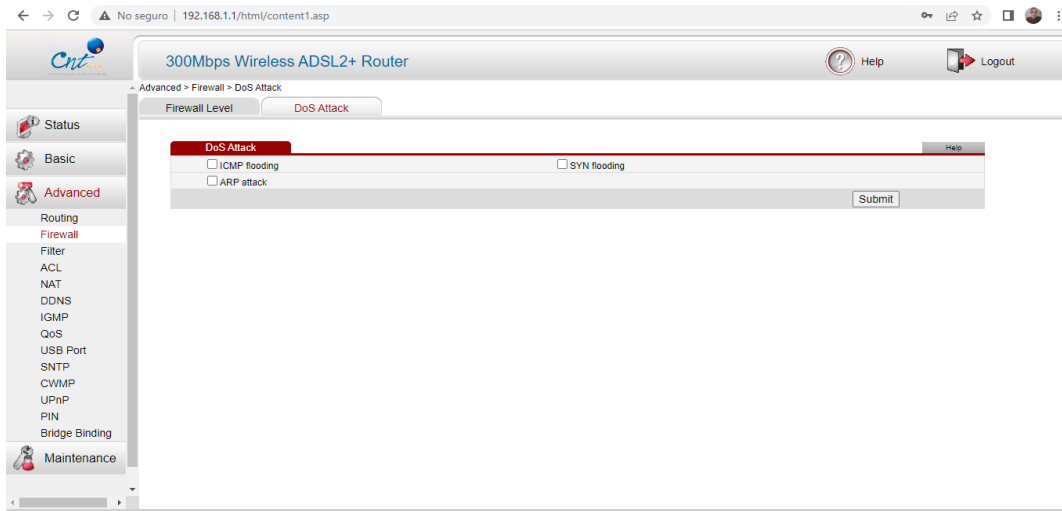 No seguro | 192.168.1.1/html/content1.asp
Cnt
300Mbps Wireless ADSL2+ Router
Help
Logout
Advanced > Firewall > DoS Attack
Firewall Level
DoS Attack
Status
Basic
Advanced
Routing
Firewall
Filter
ACL
NAT
DDNS
IGMP
QoS
USB Port
SNTP
CWMP
UPnP
PIN
Bridge Binding
Maintenance
DoS Attack
Help
ICMP flooding
SYN flooding
ARP attack
Submit